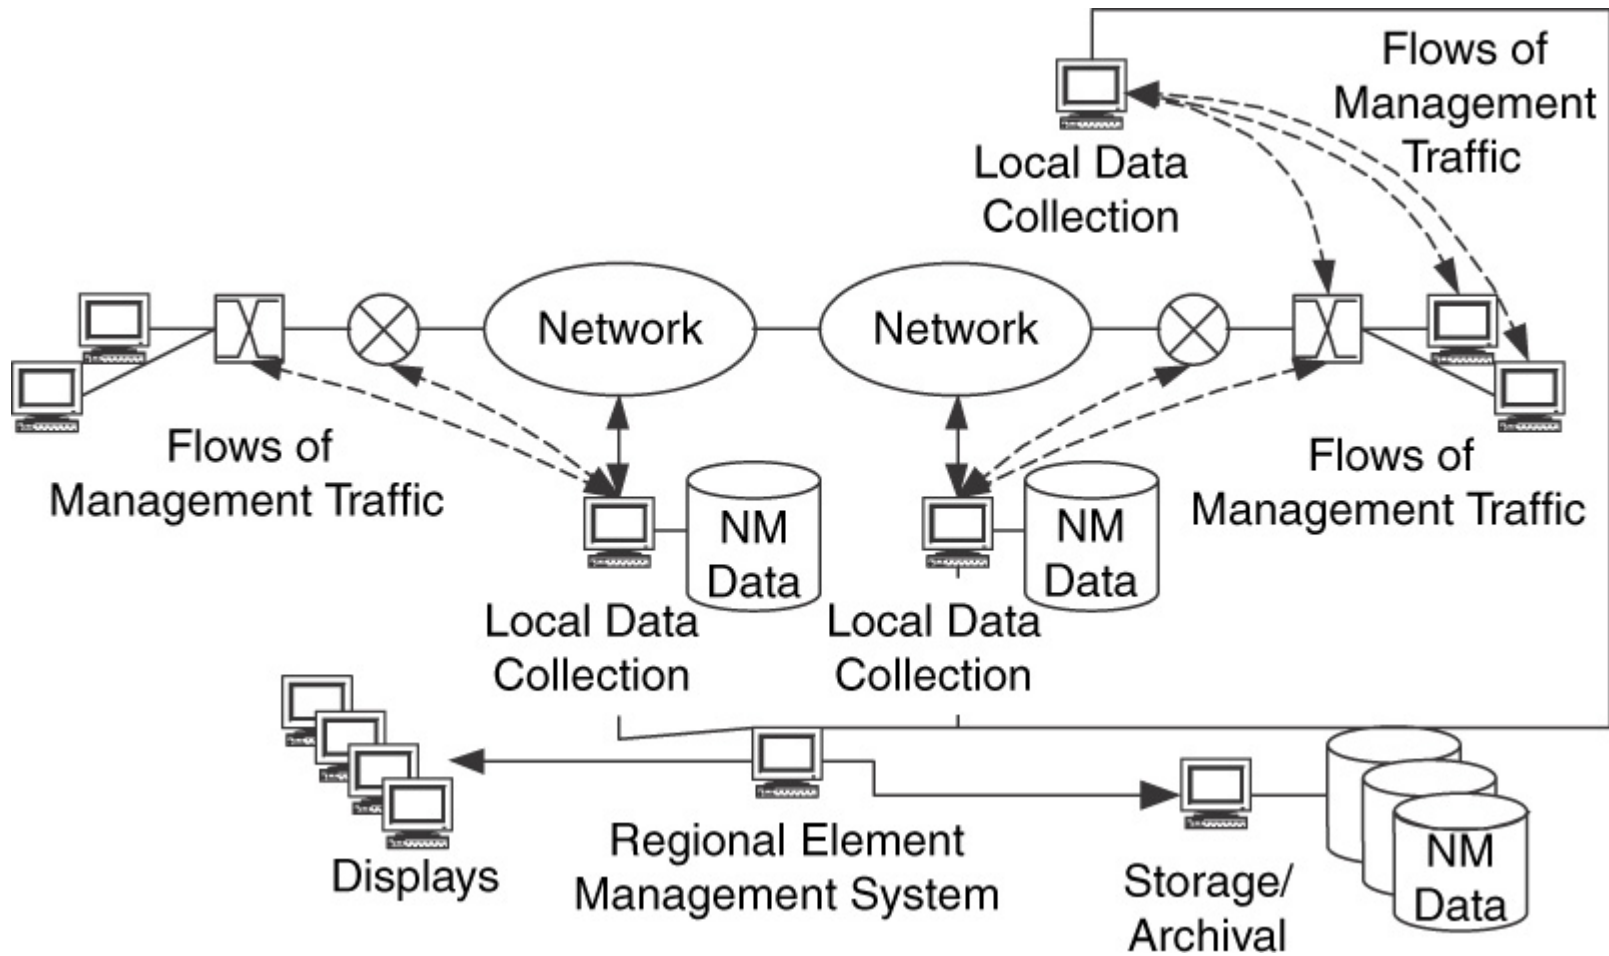 Flows of
Management
Traffic
Local Data
Collection
Network
Network
Flows of
Management Traffic
Flows of
Management Traffic
NM
Data
NM
Data
Local Data
Collection
Local Data
Collection
Displays
Regional Element
Management System
Storage/
Archival
NM
Data